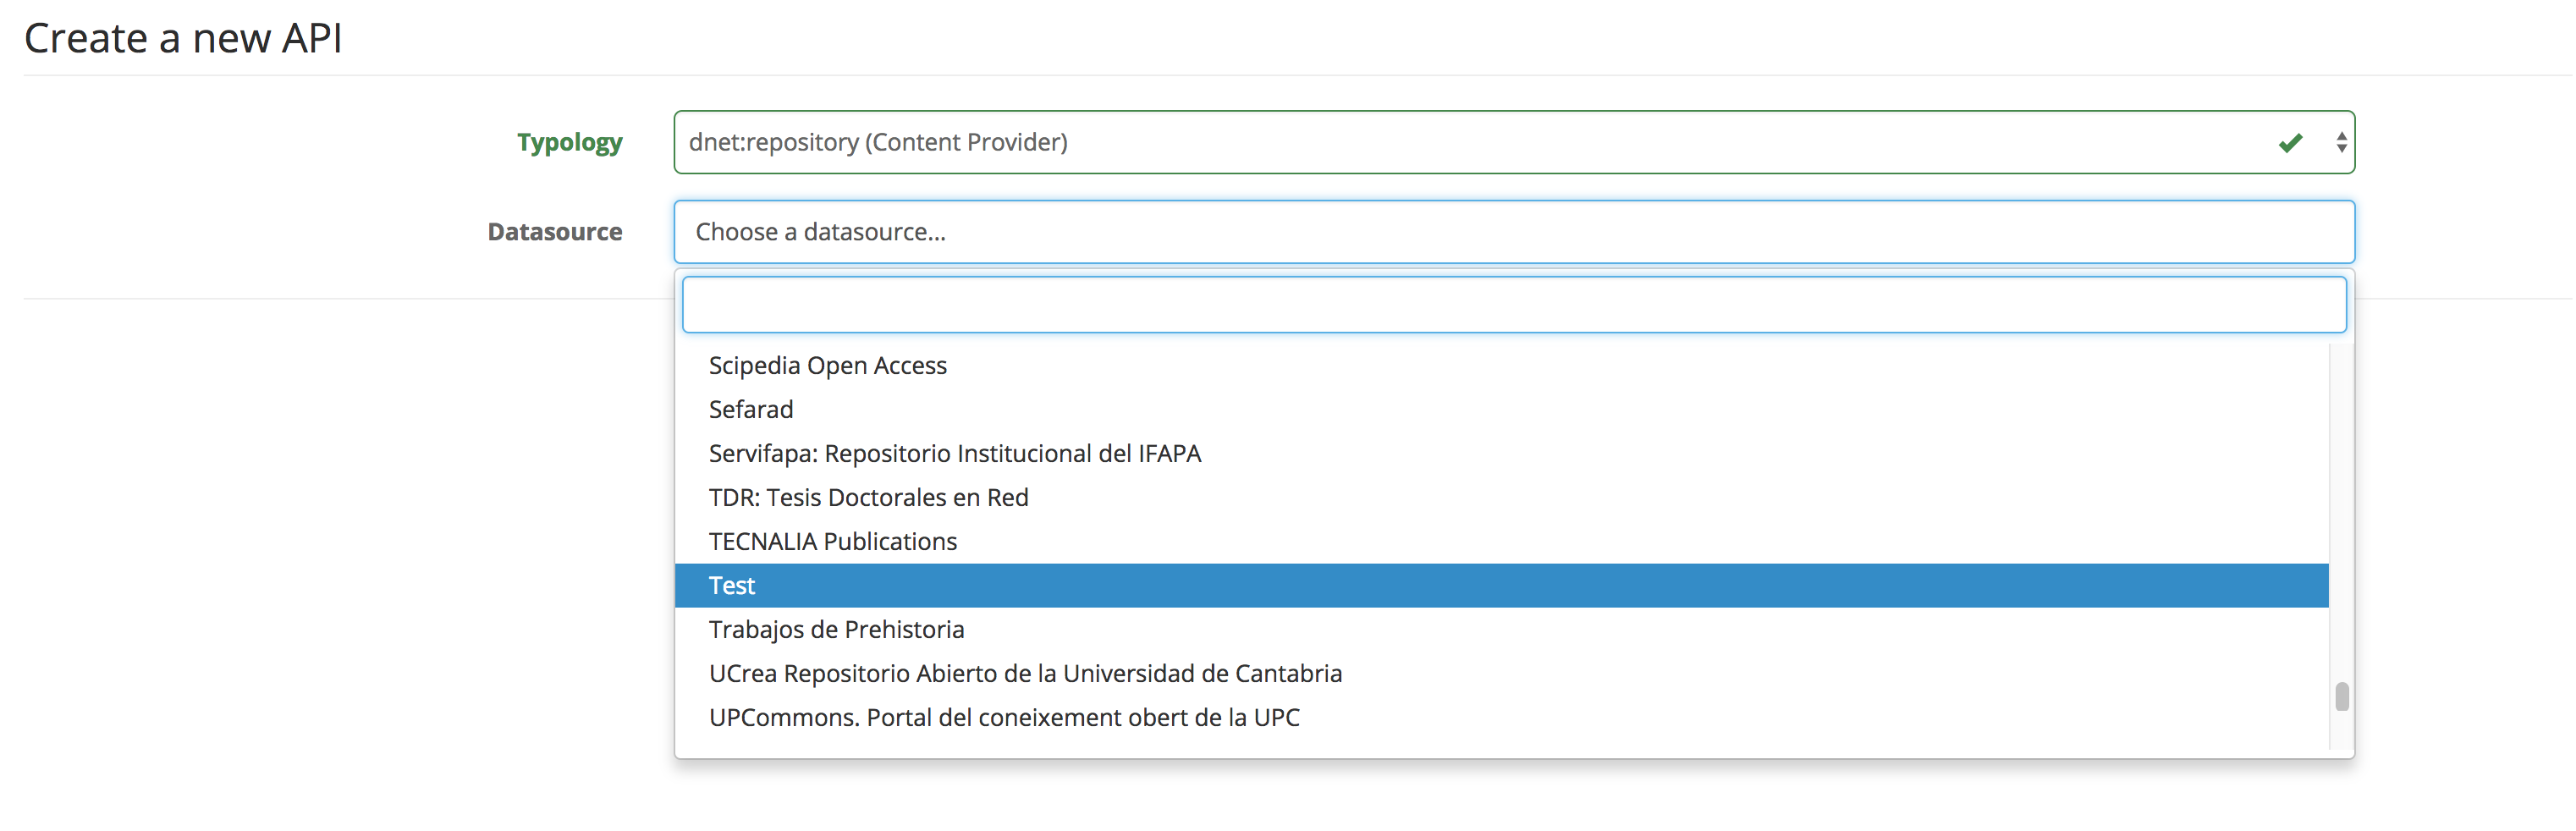 Create a new API
Typology
dnet:repository (Content Provider)
Datasource
Choose a datasource...
Scipedia Open Access
Sefarad
Servifapa: Repositorio Institucional del IFAPA
TDR: Tesis Doctorales en Red
TECNALIA Publications
Test
Trabajos de Prehistoria
UCrea Repositorio Abierto de la Universidad de Cantabria
UPCommons. Portal del coneixement obert de la UPC